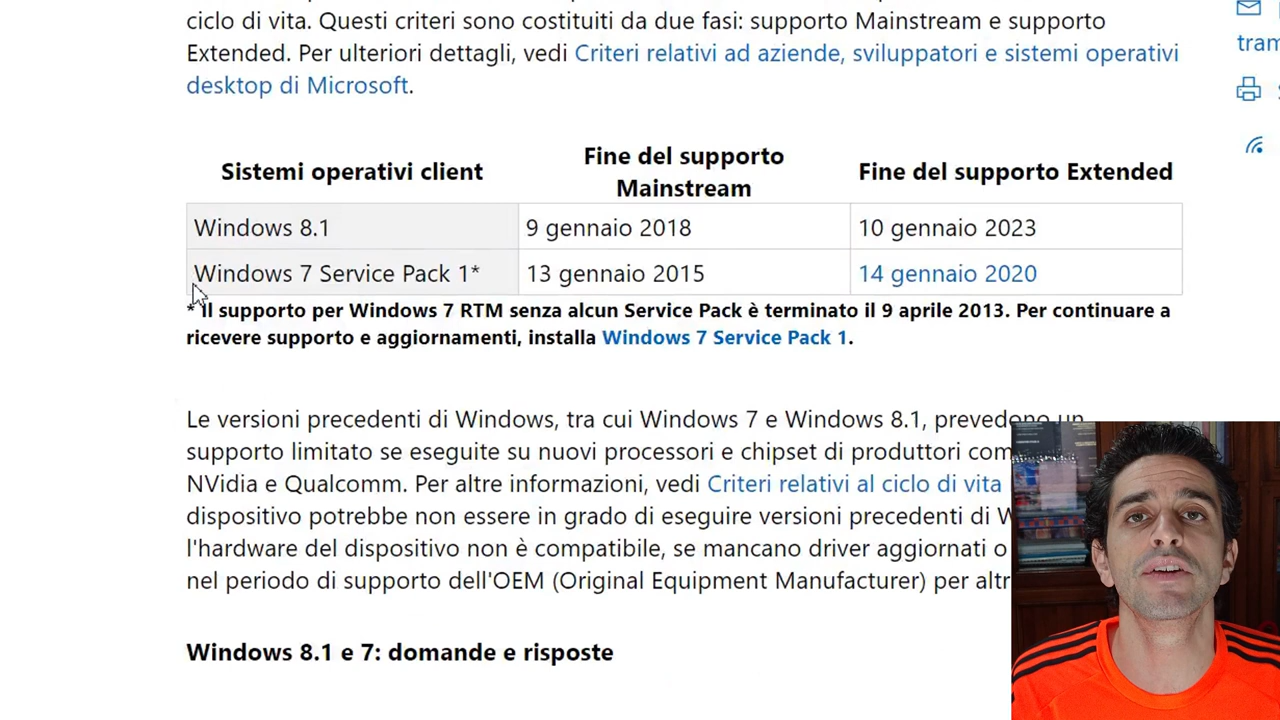 ciclo di vita. Questi criteri sono costituiti da due fasi: supporto Mainstream e supporto
Extended. Per ulteriori dettagli, vedi Criteri relativi ad aziende, sviluppatori e sistemi operativi
desktop di Microsoft.
tram
Sistemi operativi client
Fine del supporto
Mainstream
Fine del supporto Extended
Windows 8.1
9 gennaio 2018
10 gennaio 2023
Windows 7 Service Pack 1*
13 gennaio 2015
14 gennaio 2020
* Il supporto per Windows 7 RTM senza alcun Service Pack è terminato il 9 aprile 2013. Per continuare a
ricevere supporto e aggiornamenti, installa Windows 7 Service Pack 1.
Le versioni precedenti di Windows, tra cui Windows 7 e Windows 8.1, prevedono un
supporto limitato se eseguite su nuovi processori e chipset di produttori com
NVidia e Qualcomm. Per altre informazioni, vedi Criteri relativi al ciclo di vita
dispositivo potrebbe non essere in grado di eseguire versioni precedenti di W
l'hardware del dispositivo non è compatibile, se mancano driver aggiornati o
nel periodo di supporto dell'OEM (Original Equipment Manufacturer) per altr
Windows 8.1 e 7: domande e risposte